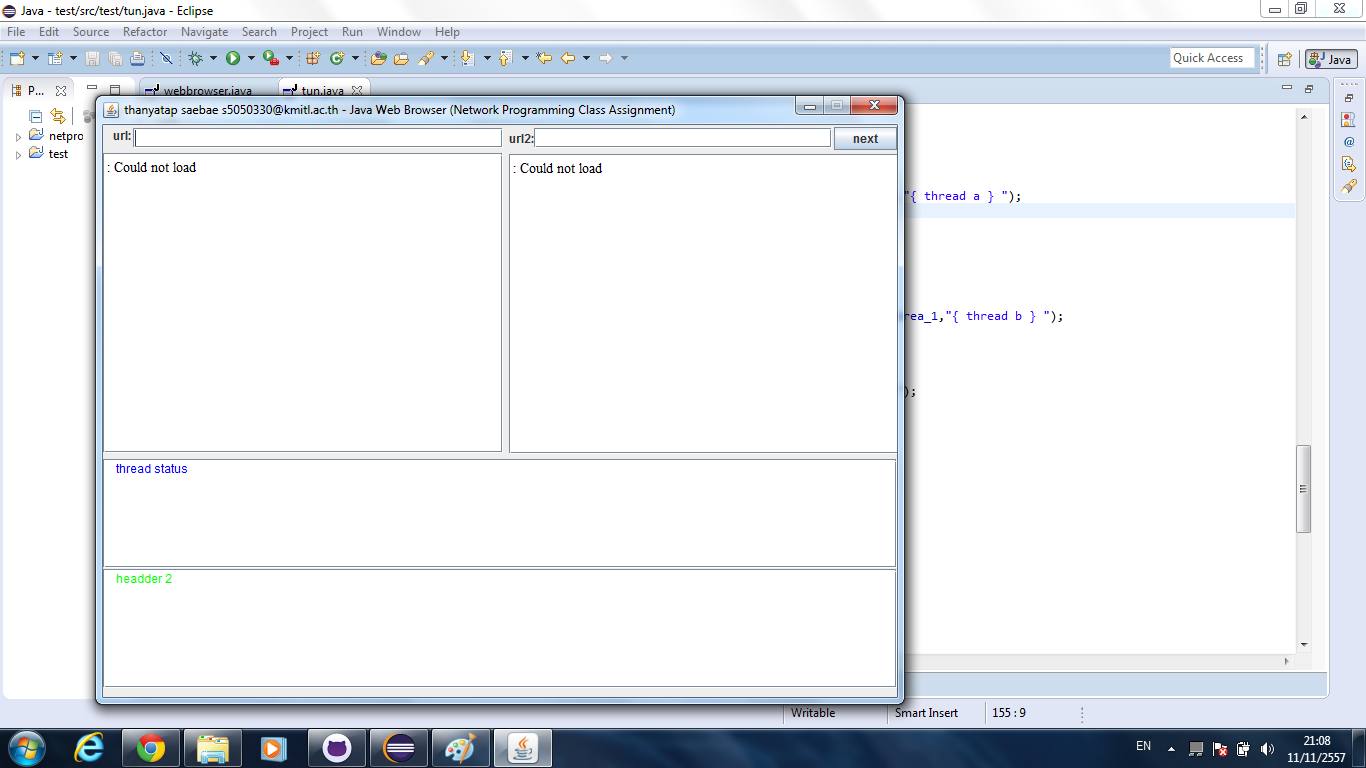 Java - test/src/test/tun.java - Eclipse
File Edit Source Refactor Navigate Search Project Run Window Help
Quick Access
Java
P...
webbrowser.java
tun.java
netpro
test
thanyatap saebae s5050330@kmitl.ac.th - Java Web Browser (Network Programming Class Assignment)
url:
url2:
next
: Could not load
: Could not load
thread status
headder 2
"{ thread a } ");
rea_1,"{ thread b } ");
);
Writable
Smart Insert
155 : 9
EN
21:08
11/11/2557